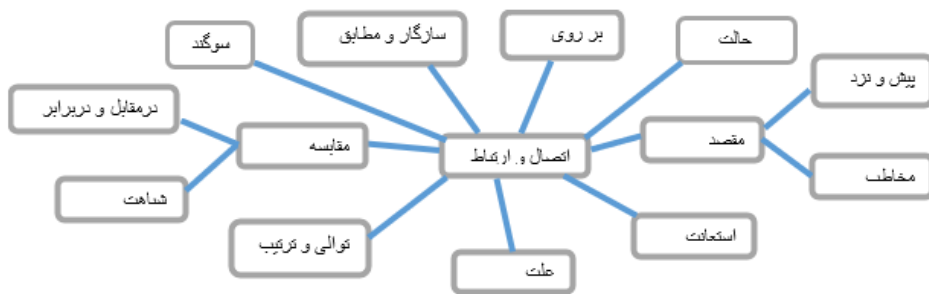 حالت
بر روی
سازگار و مطابق
سوگند
پیش و نزد
درمقابل و دربرابر
مقصد
مقایسه
اتصال و ارتباط
مخاطب
شباهت
استعانت
توالی و ترتیب
علت